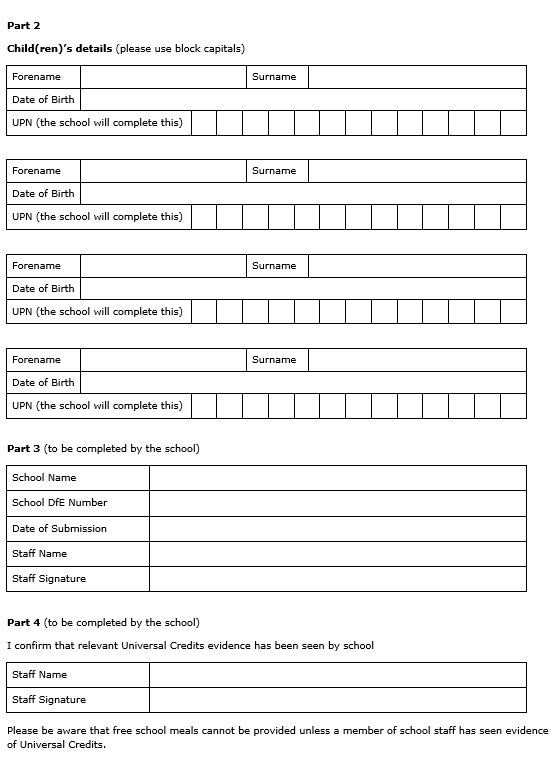 Part 2
Child(ren)'s details (please use block capitals)
Forename Surname
Date of Birth
UPN (the school will complete this)
Forename Surname
Date of Birth
UPN (the school will complete this)
Forename Surname
Date of Birth
UPN (the school will complete this)
Forename Surname
Date of Birth
UPN (the school will complete this)
Part 3 (to be completed by the school)
School Name
School DfE Number
Date of Submission
Staff Name
Staff Signature
Part 4 (to be completed by the school)
I confirm that relevant Universal Credits evidence has been seen by school
Staff Name
Staff Signature
Please be aware that free school meals cannot be provided unless a member of school staff has seen evidence
of Universal Credits.